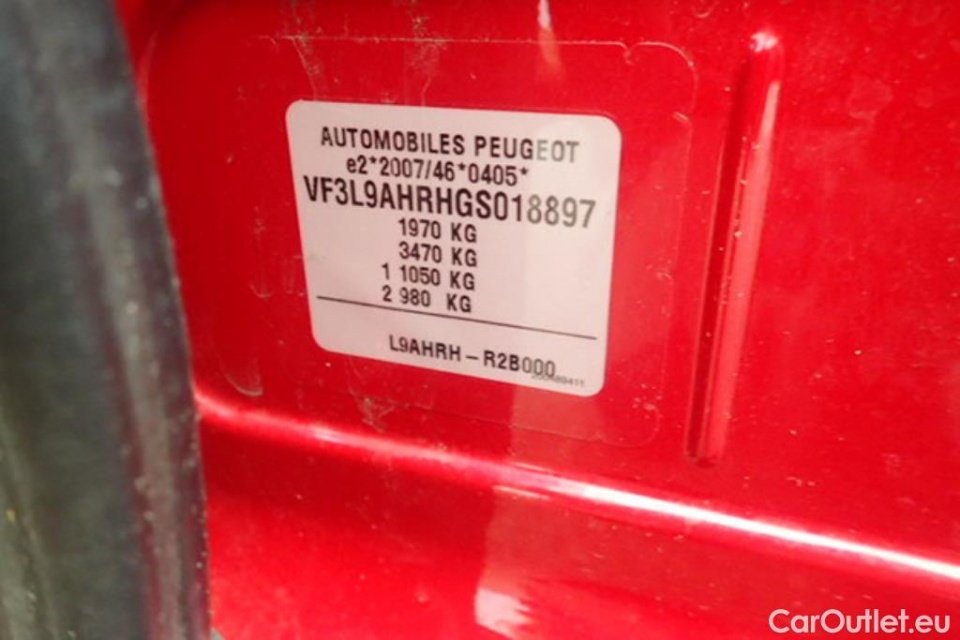 AUTOMOBILES PEUGEOT
e2*2007/46*0405*
VF3L9AHRHGS018897
1970 KG
3470 KG
1 1050 KG
2 980 KG
L9AHRH-R2B000
CarOutlet.eu